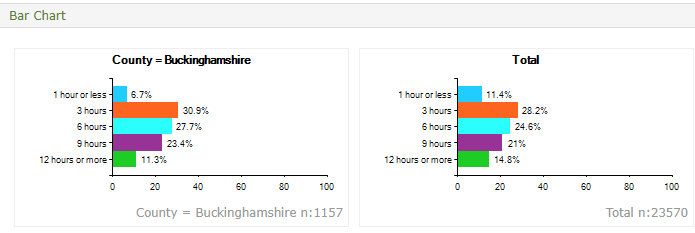 Bar Chart
County = Buckinghamshire
1 hour or less 6.7%
3 hours 30.9%
6 hours 27.7%
9 hours 23.4%
12 hours or more 11.3%
0 20 40 60 80 100
County = Buckinghamshire n:1157
Total
1 hour or less 11.4%
3 hours 28.2%
6 hours 24.6%
9 hours 21%
12 hours or more 14.8%
0 20 40 60 80 100
Total n:23570